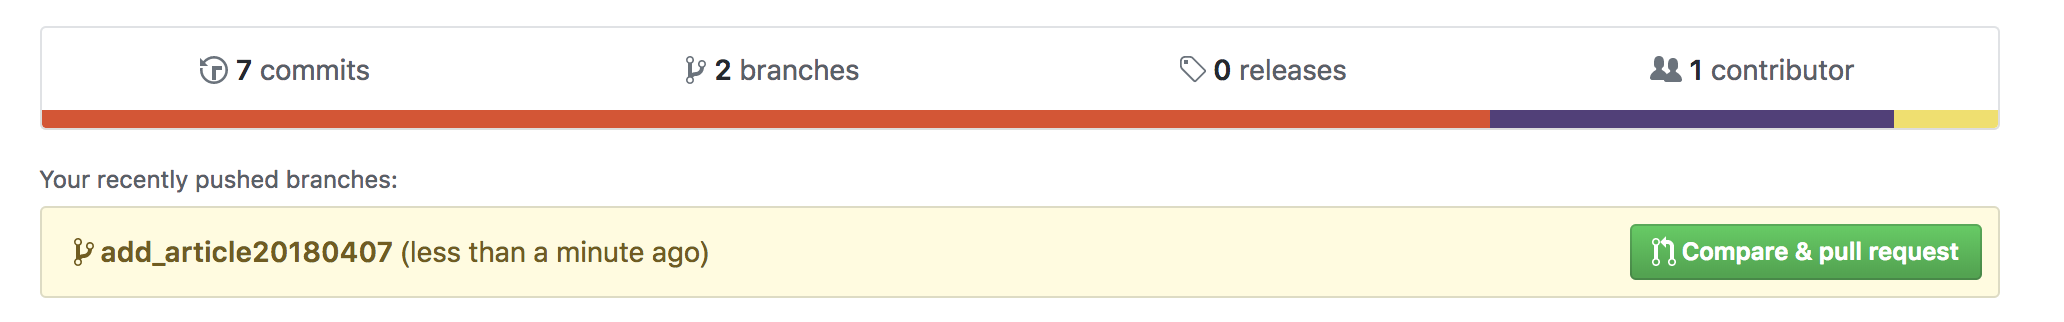 7 commits 2 branches 0 releases 1 contributor
Your recently pushed branches:
add_article20180407 (less than a minute ago) Compare & pull request